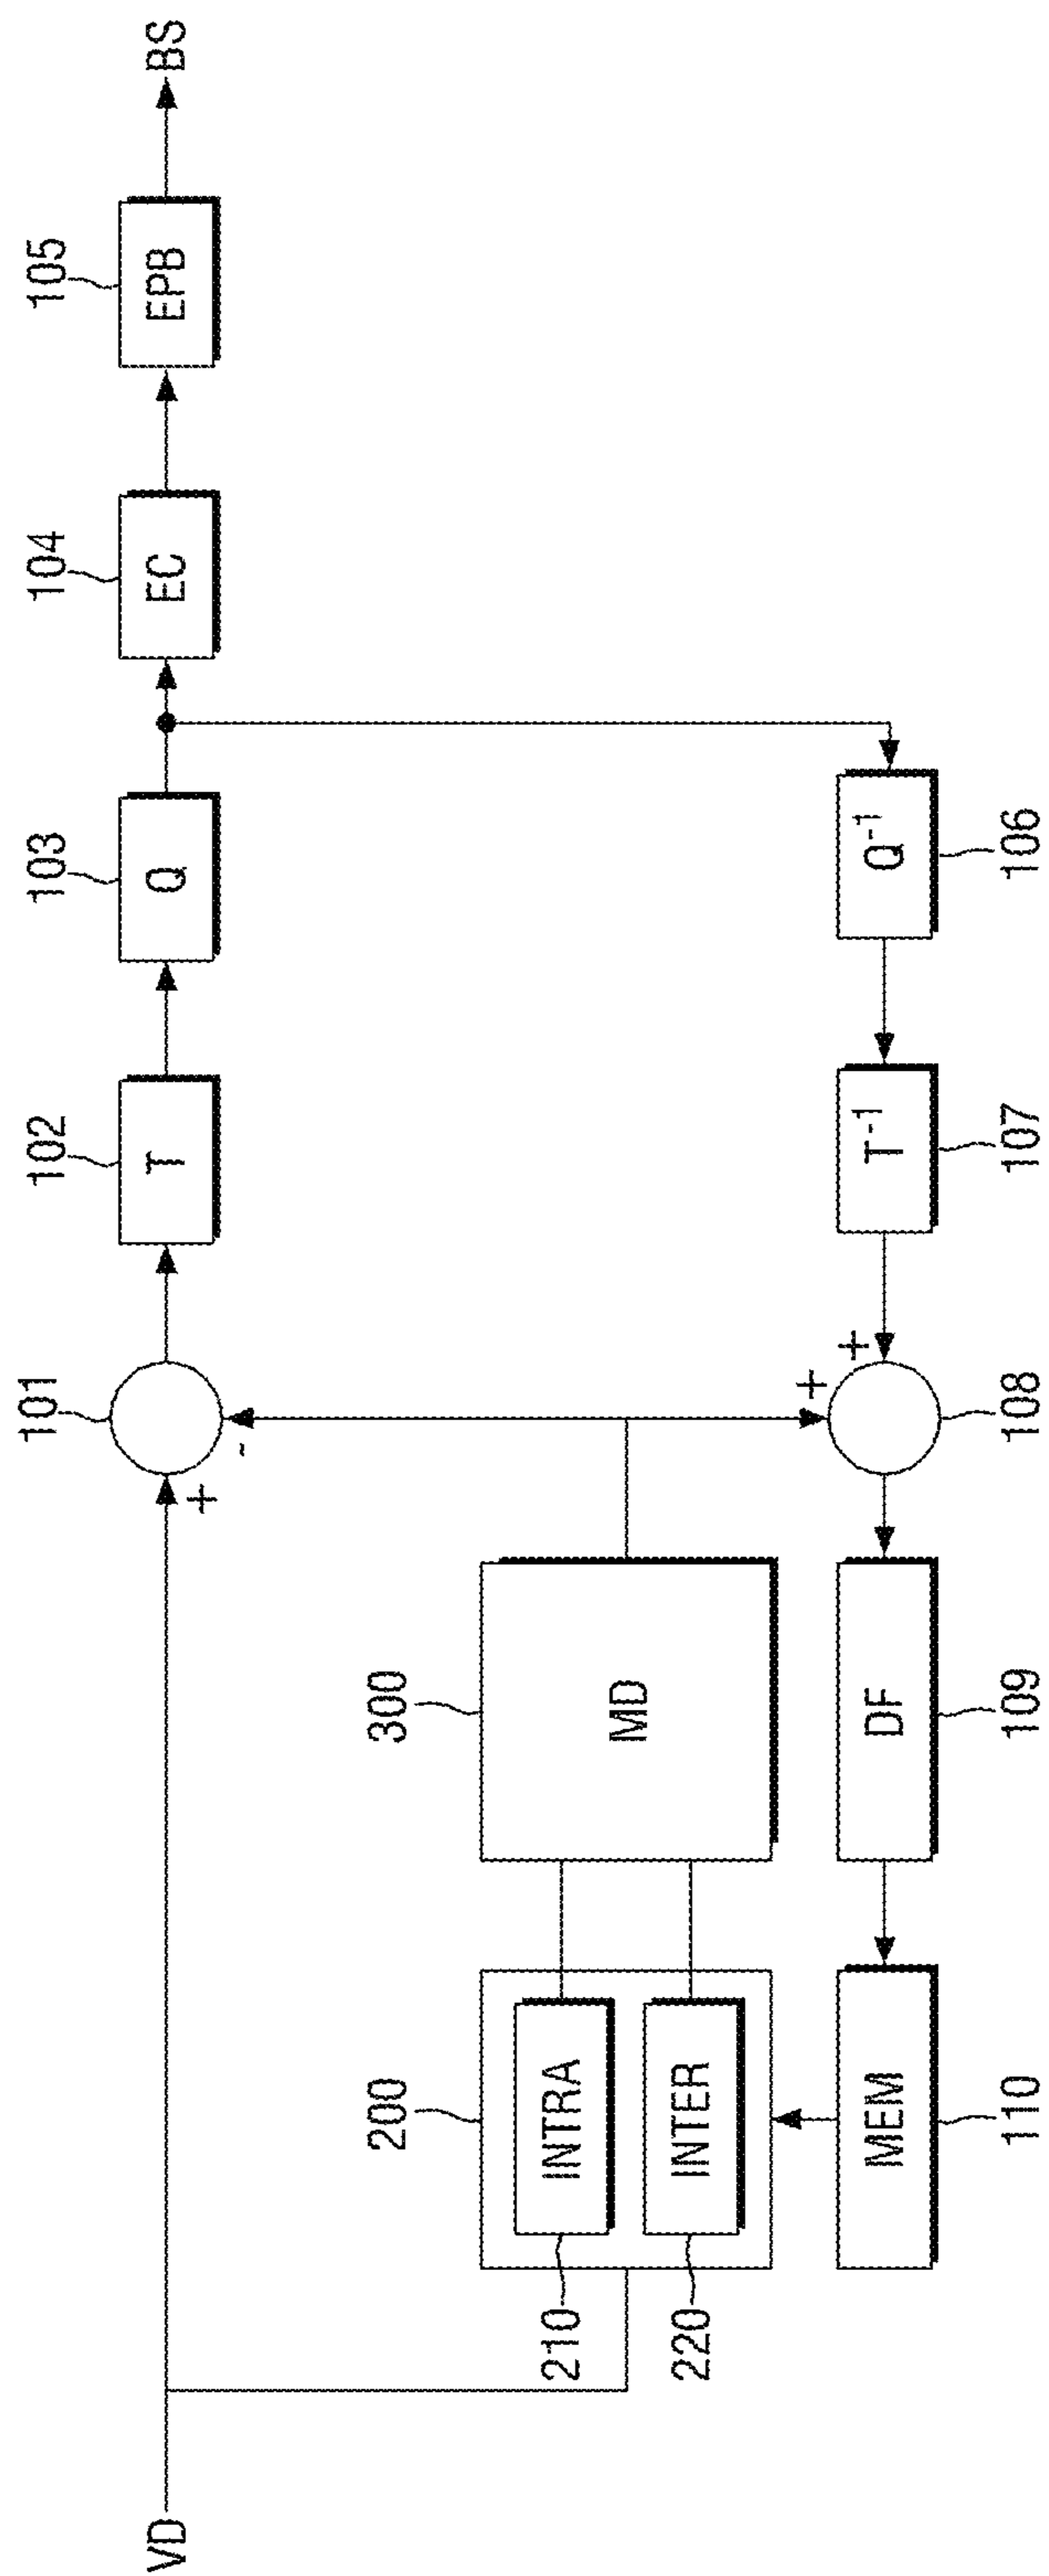 101
102
103
104
105
VD
+
-
T
Q
EC
EPB
BS
200
300
210
INTRA
MD
220
INTER
+
+
MEM
DF
T-1
Q-1
110
109
108
107
106